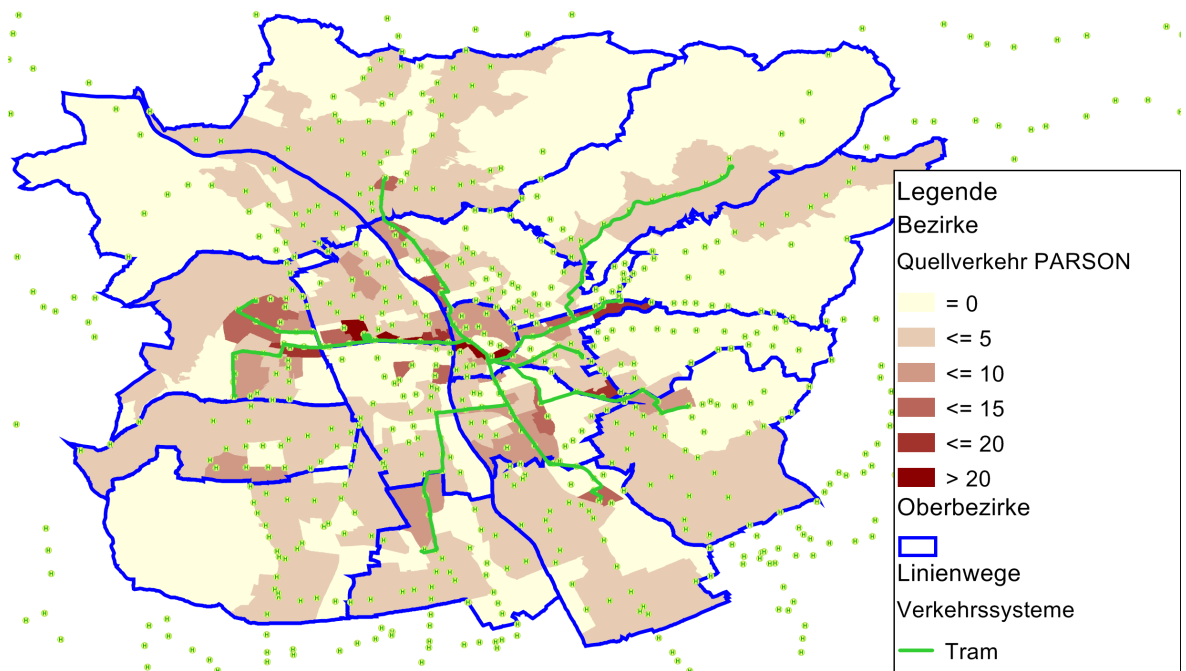 Legende
Bezirke
Quellverkehr PARSON
= 0
<= 5
<= 10
<= 15
<= 20
> 20
Oberbezirke
Linienwege
Verkehrssysteme
Tram